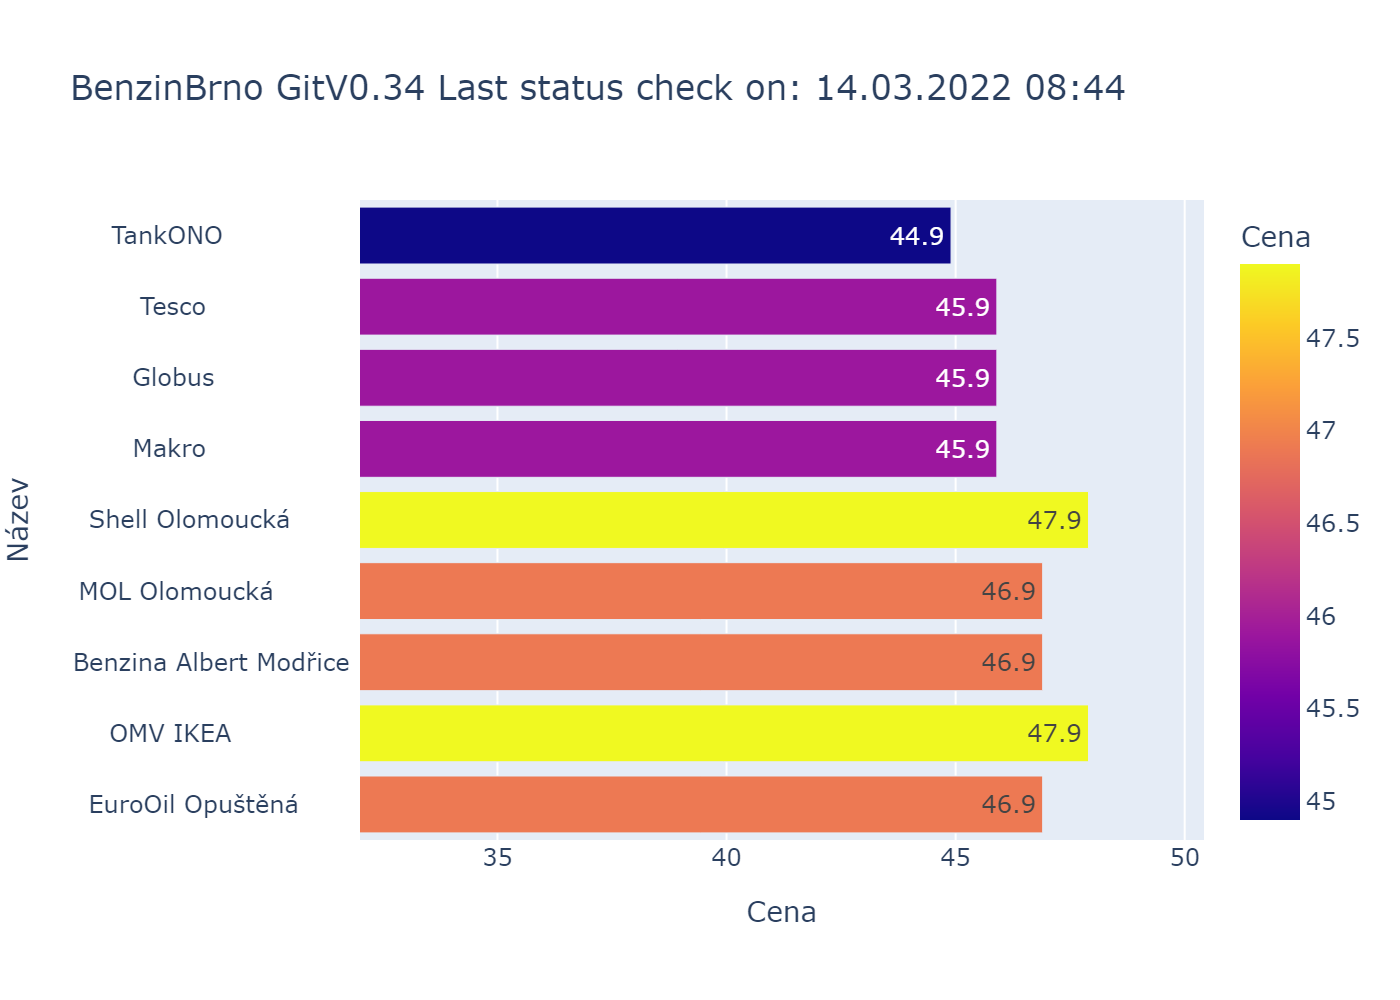 BenzinBrno GitV0.34 Last status check on: 14.03.2022 08:44
Název
TankONO 44.9
Tesco 45.9
Globus 45.9
Makro 45.9
Shell Olomoucká 47.9
MOL Olomoucká 46.9
Benzina Albert Modřice 46.9
OMV IKEA 47.9
EuroOil Opuštěná 46.9
35 40 45 50
Cena
Cena
47.5
47
46.5
46
45.5
45